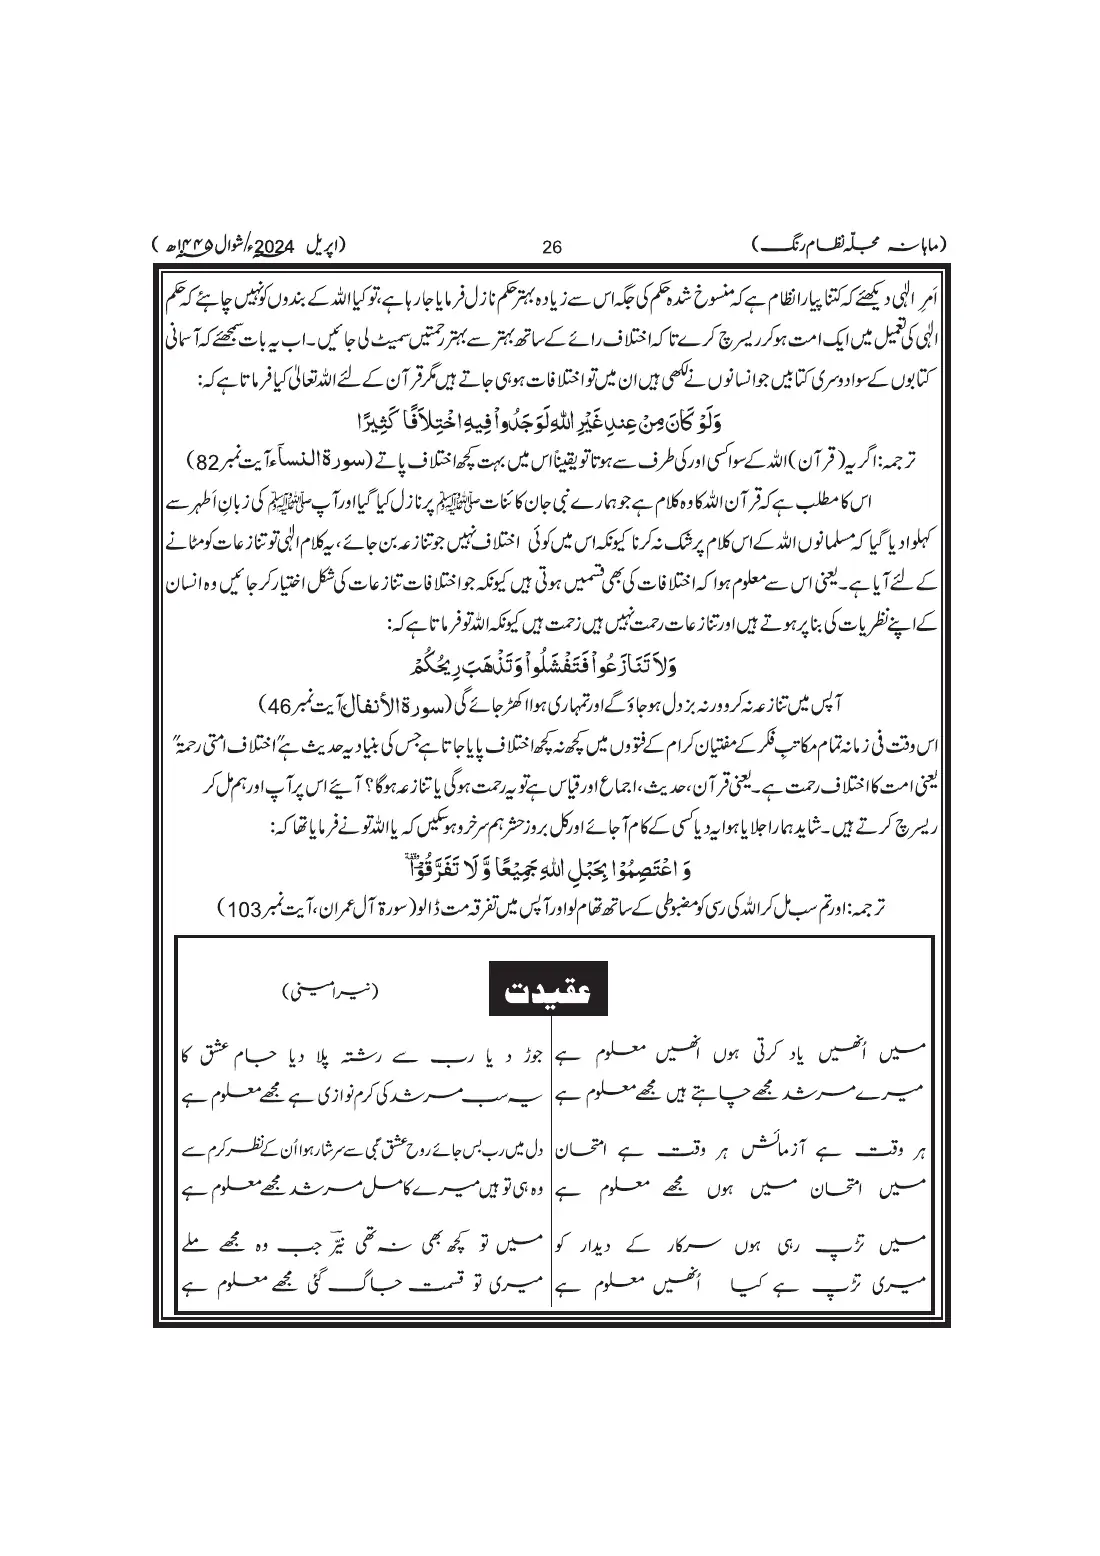 (ماہانہ مجلّہ نظام رنگ)
26
(اپریل 2024ء/شوال ۱۴۴۵ھ)
اَمرِ الٰہی دیکھئے کہ کتنا پیارا نظام ہے کہ منسوخ شدہ حکم کی جگہ اس سے زیادہ بہتر حکم نازل فرمایا جا رہا ہے، تو کیا اللہ کے بندوں کو نہیں چاہئے کہ حکم
الٰہی کی تعمیل میں ایک امت ہو کر ریسرچ کرے تا کہ اختلاف رائے کے ساتھ بہتر سے بہتر رحمتیں سمیٹ لی جائیں۔ اب یہ بات سمجھئے کہ آسمانی
کتابوں کے سوا دوسری کتابیں جو انسانوں نے لکھی ہیں ان میں تو اختلافات ہو ہی جاتے ہیں مگر قرآن کے لئے اللہ تعالیٰ کیا فرماتا ہے کہ:
وَلَوْ كَانَ مِنْ عِندِ غَيْرِ اللهِ لَوَجَدُواْ فِيهِ اخْتِلاَفًا كَثِيرًا
ترجمہ: اگر یہ (قرآن) اللہ کے سوا کسی اور کی طرف سے ہوتا تو یقیناً اس میں بہت کچھ اختلاف پاتے (سورۃ النسآء آیت نمبر 82)
اس کا مطلب ہے کہ قرآن اللہ کا وہ کلام ہے جو ہمارے نبی جان کائنات ﷺ پر نازل کیا گیا اور آپ ﷺ کی زبانِ اَطہر سے
کہلوا دیا گیا کہ مسلمانوں اللہ کے اس کلام پر شک نہ کرنا کیونکہ اس میں کوئی اختلاف نہیں جو تنازعہ بن جائے، یہ کلام الٰہی تو تنازعات کو مٹانے
کے لئے آیا ہے۔ یعنی اس سے معلوم ہوا کہ اختلافات کی بھی قسمیں ہوتی ہیں کیونکہ جو اختلافات تنازعات کی شکل اختیار کر جائیں وہ انسان
کے اپنے نظریات کی بنا پر ہوتے ہیں اور تنازعات رحمت نہیں ہیں زحمت ہیں کیونکہ اللہ تو فرماتا ہے کہ:
وَلاَ تَنَازَعُواْ فَتَفْشَلُواْ وَتَذْهَبَ رِيحُكُمْ
آپس میں تنازعہ نہ کرو ورنہ بزدل ہو جاؤ گے اور تمہاری ہوا اکھڑ جائے گی (سورۃ الأنفال، آیت نمبر 46)
اس وقت فی زمانہ تمام مکاتبِ فکر کے مفتیان کرام کے فتووں میں کچھ نہ کچھ اختلاف پایا جاتا ہے جس کی بنیاد یہ حدیث ہے ”اختلاف امتی رحمۃ“
یعنی امت کا اختلاف رحمت ہے۔ یعنی قرآن، حدیث، اجماع اور قیاس ہے تو یہ رحمت ہوگی یا تنازعہ ہوگا؟ آیئے اس پر آپ اور ہم مل کر
ریسرچ کرتے ہیں۔ شاید ہمارا جلایا ہوا یہ دیا کسی کے کام آجائے اور کل بروز حشر ہم سرخرو ہو سکیں کہ یا اللہ تو نے فرمایا تھا کہ:
وَاعْتَصِمُوْا بِحَبْلِ اللهِ جَمِيْعًا وَّلَا تَفَرَّقُوْا
ترجمہ: اور تم سب مل کر اللہ کی رسی کو مضبوطی کے ساتھ تھام لو اور آپس میں تفرقہ مت ڈالو (سورۃ آل عمران، آیت نمبر 103)
عقیدت
(نیر امینی)
میں اُنھیں یاد کرتی ہوں انھیں معلوم ہے
میرے مرشد مجھے چاہتے ہیں مجھے معلوم ہے
ہر وقت ہے آزمائش ہر وقت ہے امتحان
میں امتحان میں ہوں مجھے معلوم ہے
میں تڑپ رہی ہوں سرکار کے دیدار کو
میری تڑپ ہے کیا اُنھیں معلوم ہے
جوڑ دیا رب سے رشتہ پلا دیا جام عشق کا
یہ سب مرشد کی کرم نوازی ہے مجھے معلوم ہے
دل میں رب بس جائے روح عشق نبی سے سرشار ہوا اُن کے نظر کرم سے
وہ ہی تو ہیں میرے کامل مرشد مجھے معلوم ہے
میں تو کچھ بھی نہ تھی نیّرؔ جب وہ مجھے ملے
میری تو قسمت جاگ گئی مجھے معلوم ہے